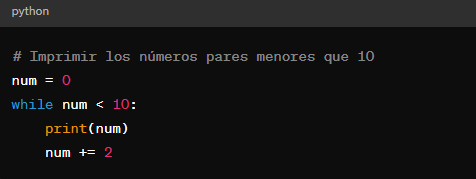 python
# Imprimir los números pares menores que 10
num = 0
while num < 10:
    print(num)
    num += 2